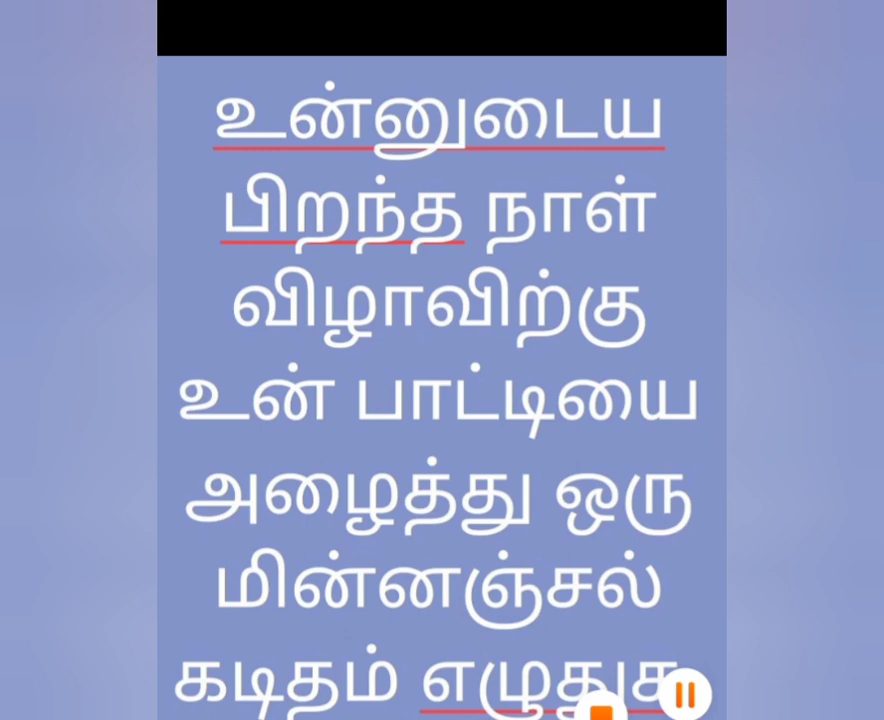 உன்னுடைய
பிறந்த நாள்
விழாவிற்கு
உன் பாட்டியை
அழைத்து ஒரு
மின்னஞ்சல்
கடிதம் எழுதுக